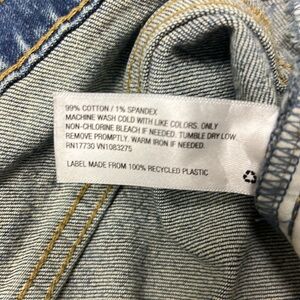 99% COTTON / 1% SPANDEX
MACHINE WASH COLD WITH LIKE COLORS. ONLY
NON-CHLORINE BLEACH IF NEEDED. TUMBLE DRY LOW.
REMOVE PROMPTLY. WARM IRON IF NEEDED.
RN17730 VN1083275
LABEL MADE FROM 100% RECYCLED PLASTIC